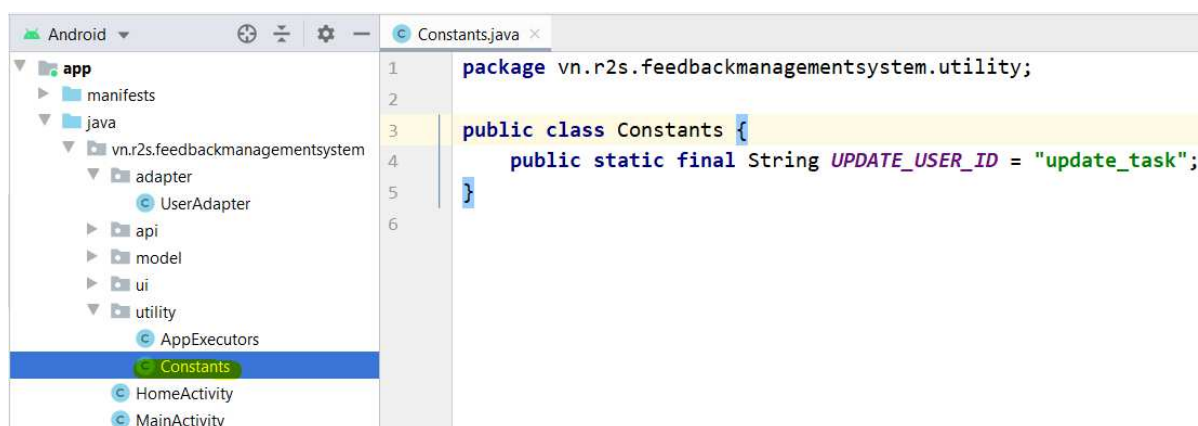 Android
Constants.java
app
manifests
java
vn.r2s.feedbackmanagementsystem
adapter
UserAdapter
api
model
ui
utility
AppExecutors
Constants
HomeActivity
MainActivity
1 package vn.r2s.feedbackmanagementsystem.utility;
2
3 public class Constants {
4 public static final String UPDATE_USER_ID = "update_task";
5 }
6